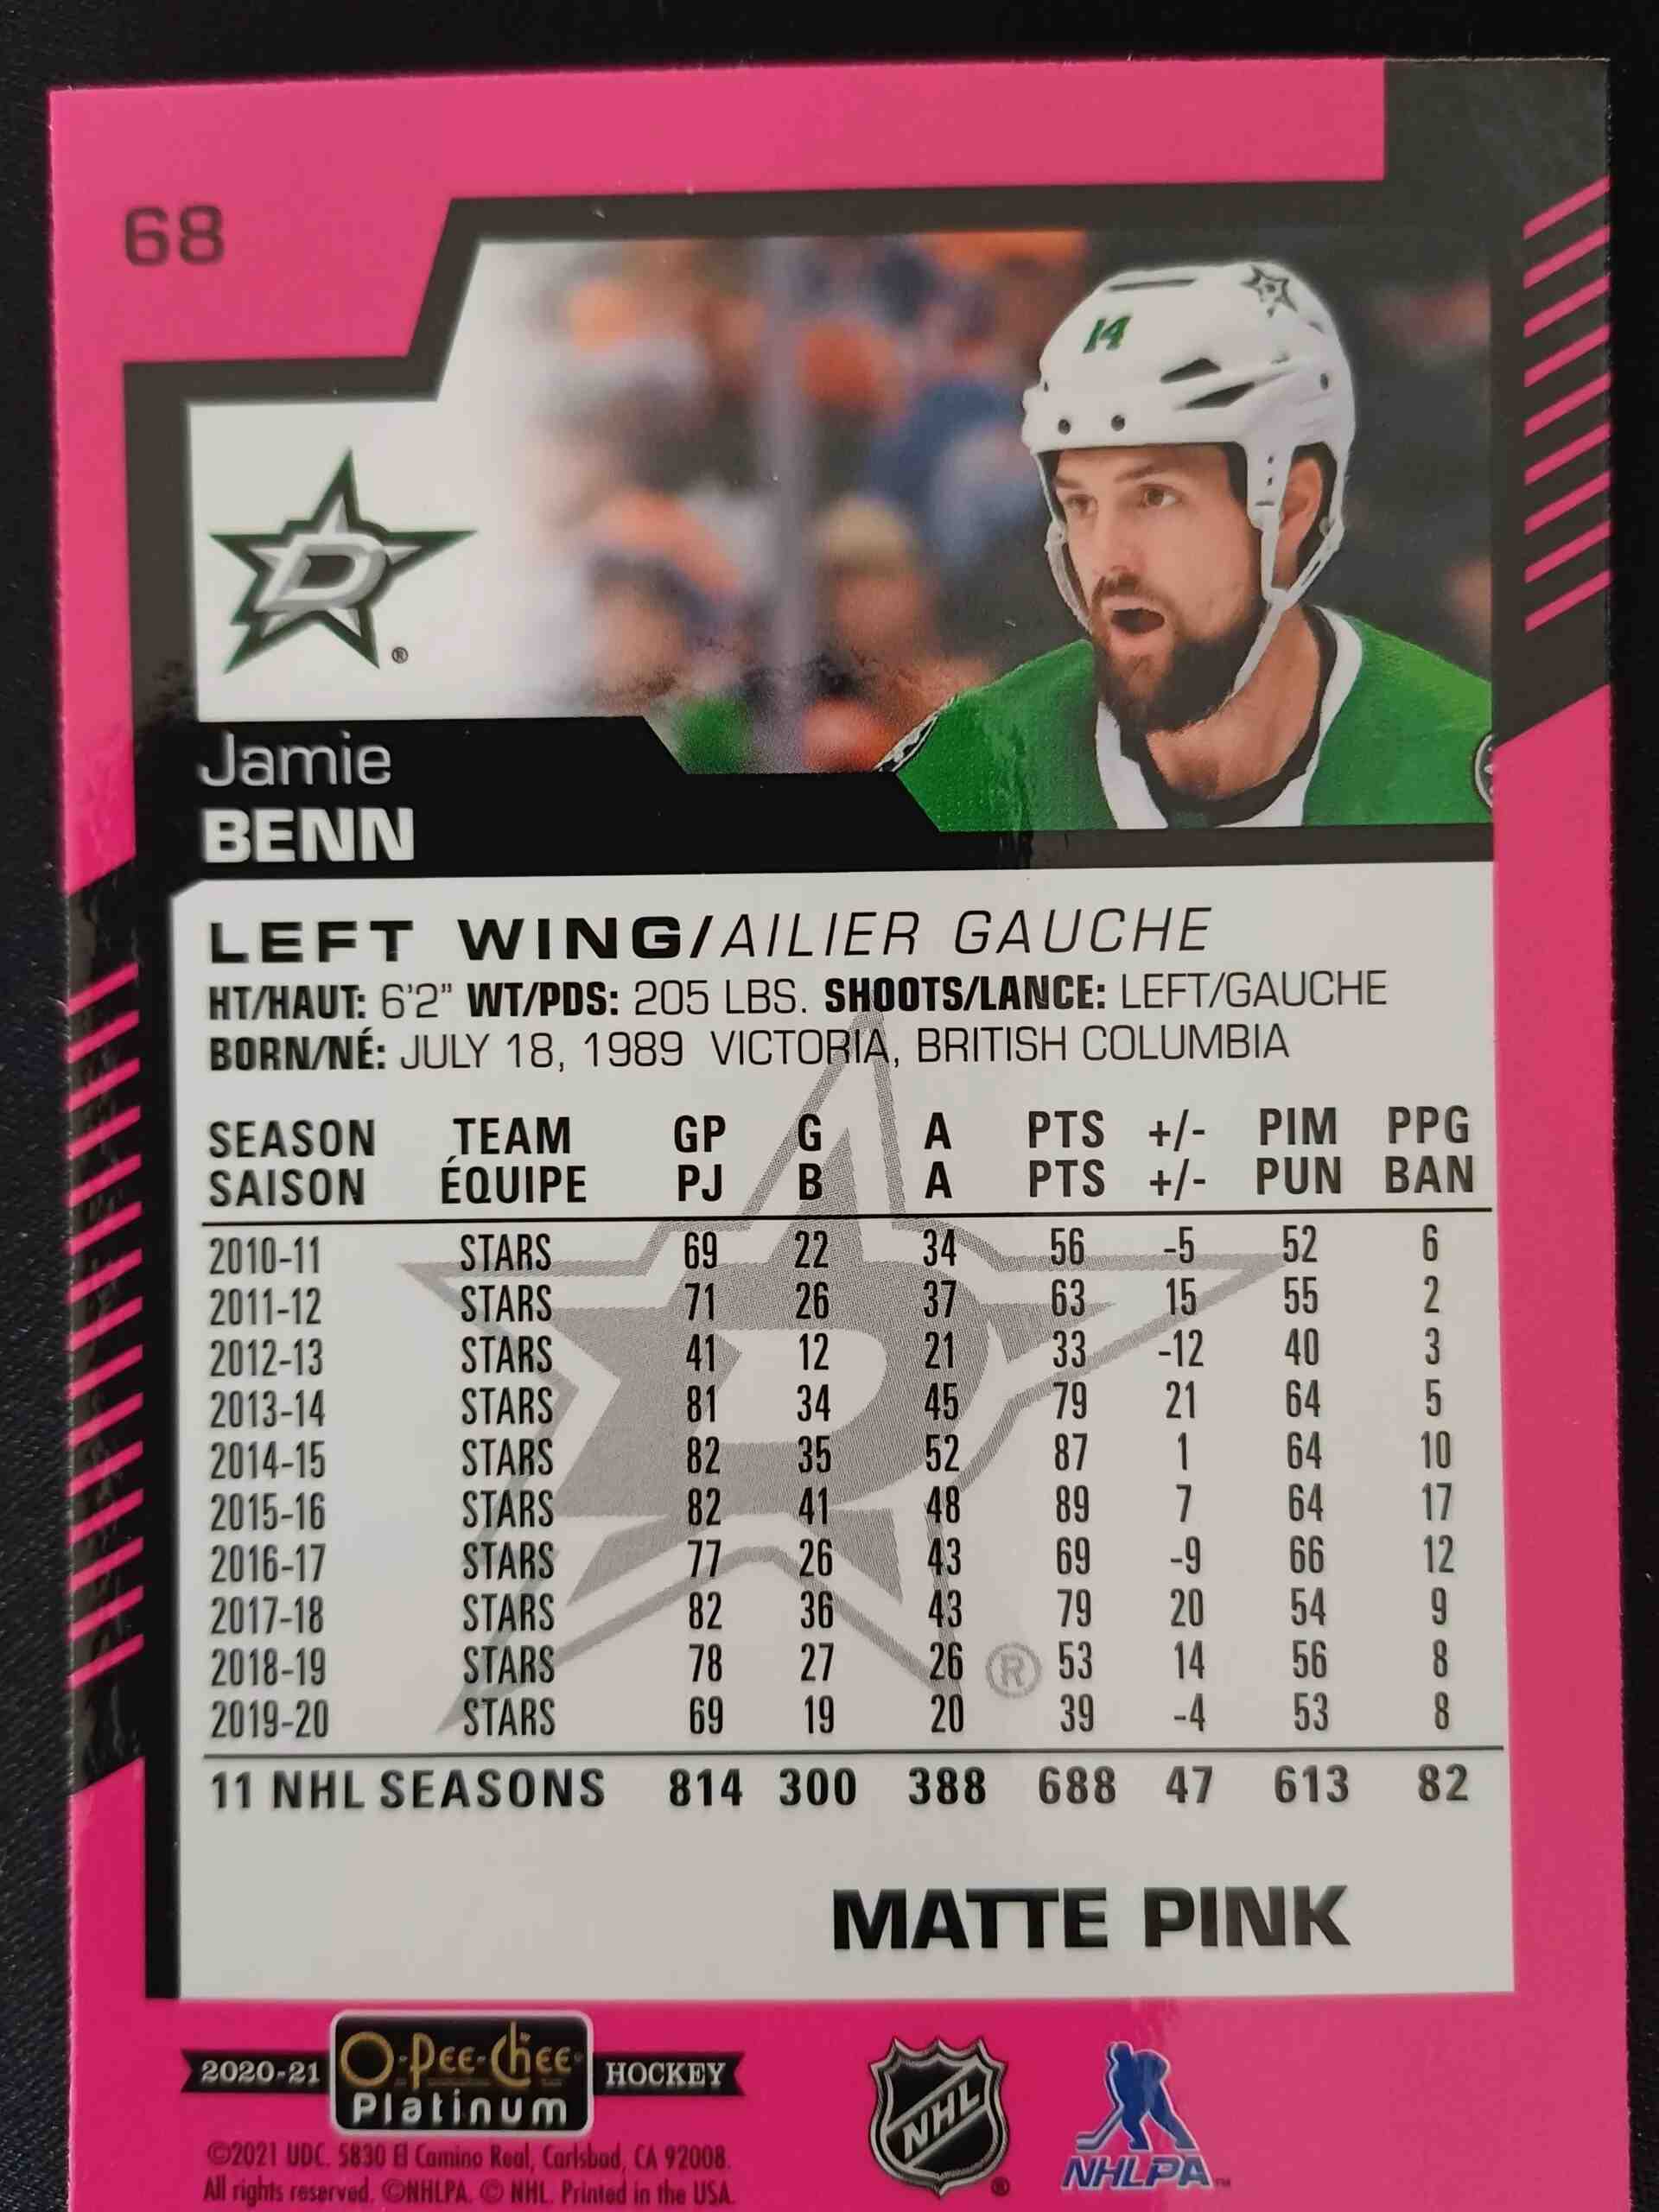 68
14
D
®
Jamie
BENN
LEFT WING/AILIER GAUCHE
HT/HAUT: 6'2" WT/PDS: 205 LBS. SHOOTS/LANCE: LEFT/GAUCHE
BORN/NÉ: JULY 18, 1989 VICTORIA, BRITISH COLUMBIA
SEASON TEAM GP G A PTS +/- PIM PPG
SAISON ÉQUIPE PJ B A PTS +/- PUN BAN
2010-11 STARS 69 22 34 56 -5 52 6
2011-12 STARS 71 26 37 63 15 55 2
2012-13 STARS 41 12 21 33 -12 40 3
2013-14 STARS 81 34 45 79 21 64 5
2014-15 STARS 82 35 52 87 1 64 10
2015-16 STARS 82 41 48 89 7 64 17
2016-17 STARS 77 26 43 69 -9 66 12
2017-18 STARS 82 36 43 79 20 54 9
2018-19 STARS 78 27 26 53 14 56 8
2019-20 STARS 69 19 20 39 -4 53 8
®
11 NHL SEASONS 814 300 388 688 47 613 82
MATTE PINK
2020-21 O-Pee-Chee HOCKEY
Platinum
NHL
®
NHLPA™
©2021 UDC. 5830 El Camino Real, Carlsbad, CA 92008.
All rights reserved. ©NHLPA. © NHL. Printed in the USA.